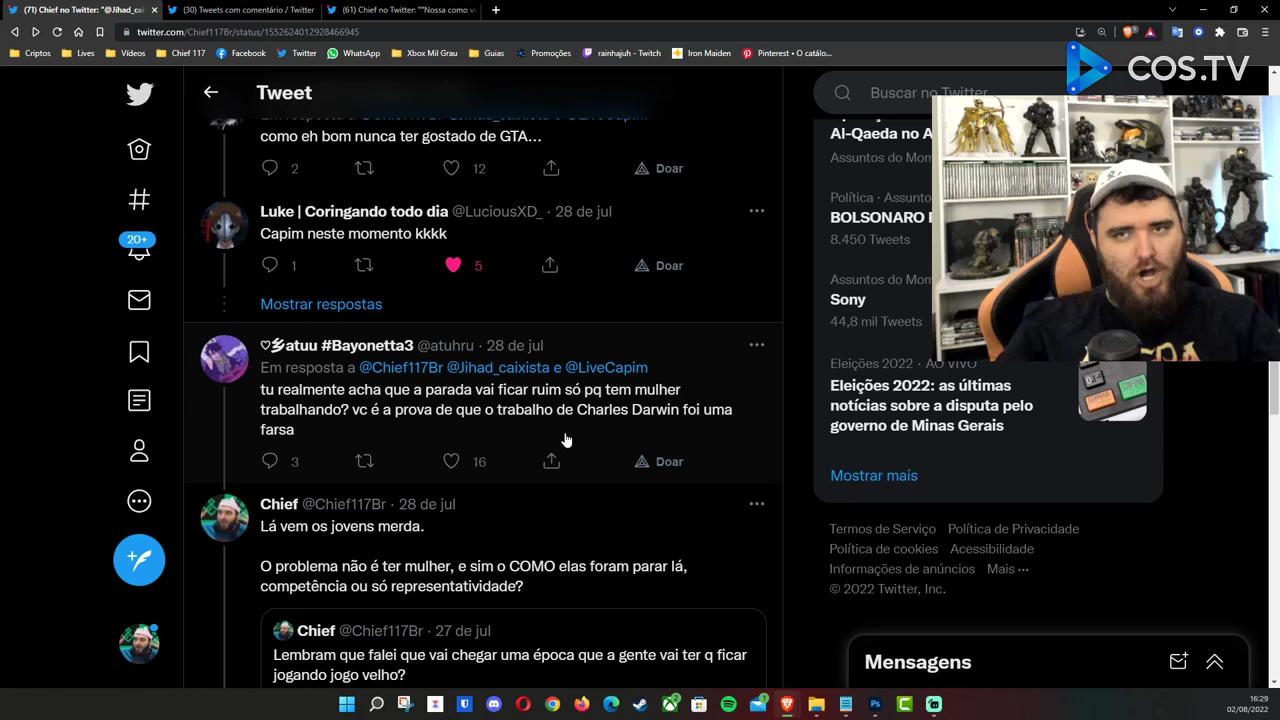 (71) Chief no Twitter: "@Jihad_cai
(30) Tweets com comentário / Twitter
(61) Chief no Twitter: ""Nossa como vo
twitter.com/Chief117Br/status/1552624012928466945
Criptos
Lives
Vídeos
Chief 117
Facebook
Twitter
WhatsApp
Xbox Mil Grau
Guias
Promoções
rainhajuh - Twitch
Iron Maiden
Pinterest • O catálo...
COS.TV
Tweet
como eh bom nunca ter gostado de GTA...
2
12
Doar
Luke | Coringando todo dia @LuciousXD_ · 28 de jul
Capim neste momento kkkk
1
5
Doar
Mostrar respostas
20+
♡彡atuu #Bayonetta3 @atuhru · 28 de jul
Em resposta a @Chief117Br @Jihad_caixista e @LiveCapim
tu realmente acha que a parada vai ficar ruim só pq tem mulher
trabalhando? vc é a prova de que o trabalho de Charles Darwin foi uma
farsa
3
16
Doar
Chief @Chief117Br · 28 de jul
Lá vem os jovens merda.
O problema não é ter mulher, e sim o COMO elas foram parar lá,
competência ou só representatividade?
Chief @Chief117Br · 27 de jul
Lembram que falei que vai chegar uma época que a gente vai ter q ficar
jogando jogo velho?
Buscar no Twitter
Al-Qaeda no A
Assuntos do Mom
Política · Assunto
BOLSONARO
8.450 Tweets
Assuntos do Mom
Sony
44,8 mil Tweets
Eleições 2022 · AO VIVO
Eleições 2022: as últimas
notícias sobre a disputa pelo
governo de Minas Gerais
Mostrar mais
Termos de Serviço Política de Privacidade
Política de cookies Acessibilidade
Informações de anúncios Mais ···
© 2022 Twitter, Inc.
Mensagens
16:29
02/08/2022